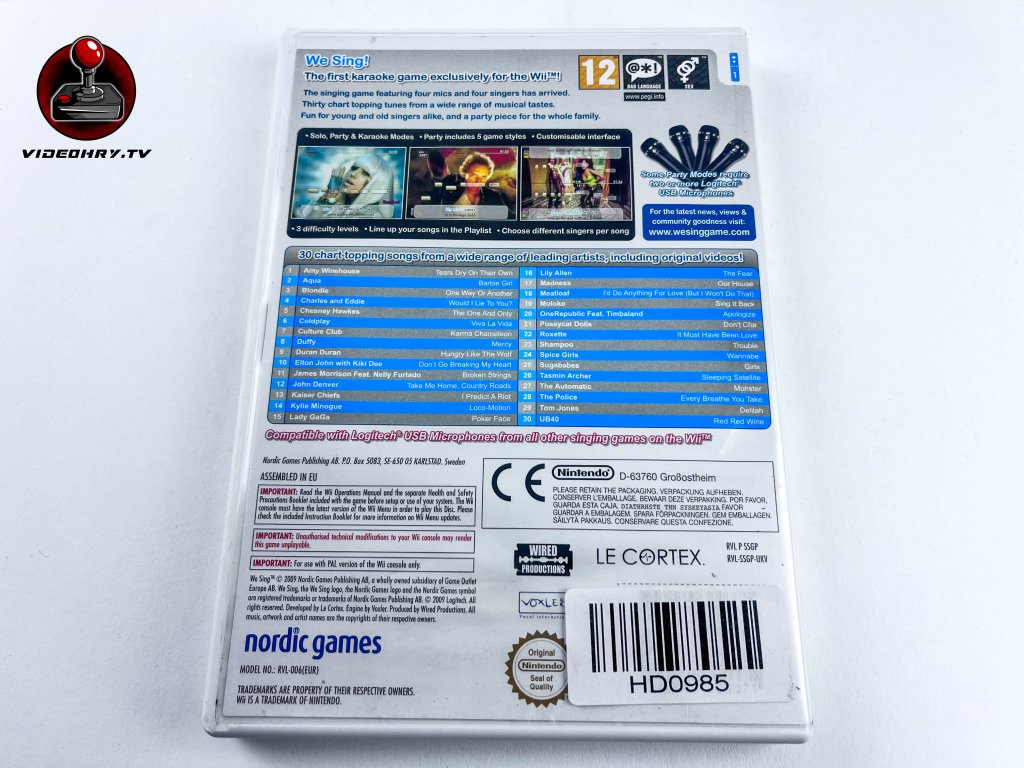 VIDEOHRY.TV
We Sing!
The first karaoke game exclusively for the Wii™!
The singing game featuring four mics and four singers has arrived.
Thirty chart topping tunes from a wide range of musical tastes.
Fun for young and old singers alike, and a party piece for the whole family.
12
@*!
BAD LANGUAGE
SEX
www.pegi.info
1
• Solo, Party & Karaoke Modes • Party includes 5 game styles • Customisable interface
• 3 difficulty levels • Line up your songs in the Playlist • Choose different singers per song
Some Party Modes require
two or more Logitech®
USB Microphones
For the latest news, views &
community goodness visit:
www.wesinggame.com
30 chart topping songs from a wide range of leading artists, including original videos!
1 Amy Winehouse Tears Dry On Their Own
2 Aqua Barbie Girl
3 Blondie One Way Or Another
4 Charles and Eddie Would I Lie To You?
5 Chesney Hawkes The One And Only
6 Coldplay Viva La Vida
7 Culture Club Karma Chameleon
8 Duffy Mercy
9 Duran Duran Hungry Like The Wolf
10 Elton John with Kiki Dee Don't Go Breaking My Heart
11 James Morrison Feat. Nelly Furtado Broken Strings
12 John Denver Take Me Home, Country Roads
13 Kaiser Chiefs I Predict A Riot
14 Kylie Minogue Loco-Motion
15 Lady GaGa Poker Face
16 Lily Allen The Fear
17 Madness Our House
18 Meatloaf I'd Do Anything For Love (But I Won't Do That)
19 Moloko Sing It Back
20 OneRepublic Feat. Timbaland Apologize
21 Pusaycat Dolls Don't Cha
22 Roxette It Must Have Been Love
23 Shampoo Trouble
24 Spice Girls Wannabe
25 Sugababes Girls
26 Tasmin Archer Sleeping Satellite
27 The Automatic Monster
28 The Police Every Breathe You Take
29 Tom Jones Delilah
30 UB40 Red Red Wine
Compatible with Logitech® USB Microphones from all other singing games on the Wii™
Nordic Games Publishing AB. P.O. Box 5083, SE-650 05 KARLSTAD. Sweden
ASSEMBLED IN EU
IMPORTANT: Read the Wii Operations Manual and the separate Health and Safety
Precautions Booklet included with the game before setup or use of your system. The Wii
console must have the latest version of the Wii Menu in order to play this Disc. Please
check the included Instruction Booklet for more information on Wii Menu updates.
IMPORTANT: Unauthorised technical modifications to your Wii console may render
this game unplayable.
IMPORTANT: For use with PAL version of the Wii console only.
We Sing™ © 2009 Nordic Games Publishing AB, a wholly owned subsidiary of Game Outlet
Europe AB. We Sing, the We Sing logo, the Nordic Games logo and the Nordic Games symbol
are registered trademarks or trademarks of Nordic Games Publishing AB. © 2009 Logitech. All
rights reserved. Developed by Le Cortex. Engine by Voxler. Produced by Wired Productions. All
music, artwork and artist names are the copyrights of their respective owners.
nordic games
MODEL NO.: RVL-006(EUR)
TRADEMARKS ARE PROPERTY OF THEIR RESPECTIVE OWNERS.
Wii IS A TRADEMARK OF NINTENDO.
CE
Nintendo D-63760 Großostheim
PLEASE RETAIN THE PACKAGING. VERPACKUNG AUFHEBEN.
CONSERVER L'EMBALLAGE. BEWAAR DEZE VERPAKKING. POR FAVOR,
GUARDA ESTA CAJA. ΔΙΑΤΗΡΗΣΤΕ ΤΗΝ ΣΥΣΚΕΥΑΣΙΑ FAVOR
GUARDAR A EMBALAGEM. SPARA FÖRPACKNINGEN. GEM EMBALLAGEN.
SÄILYTÄ PAKKAUS. CONSERVARE QUESTA CONFEZIONE.
WIRED
PRODUCTIONS
LE CORTEX.
RVL P SSGP
RVL-SSGP-UKV
VOXLER
Vocal interacti
Original
Nintendo
Seal of
Quality
HD0985